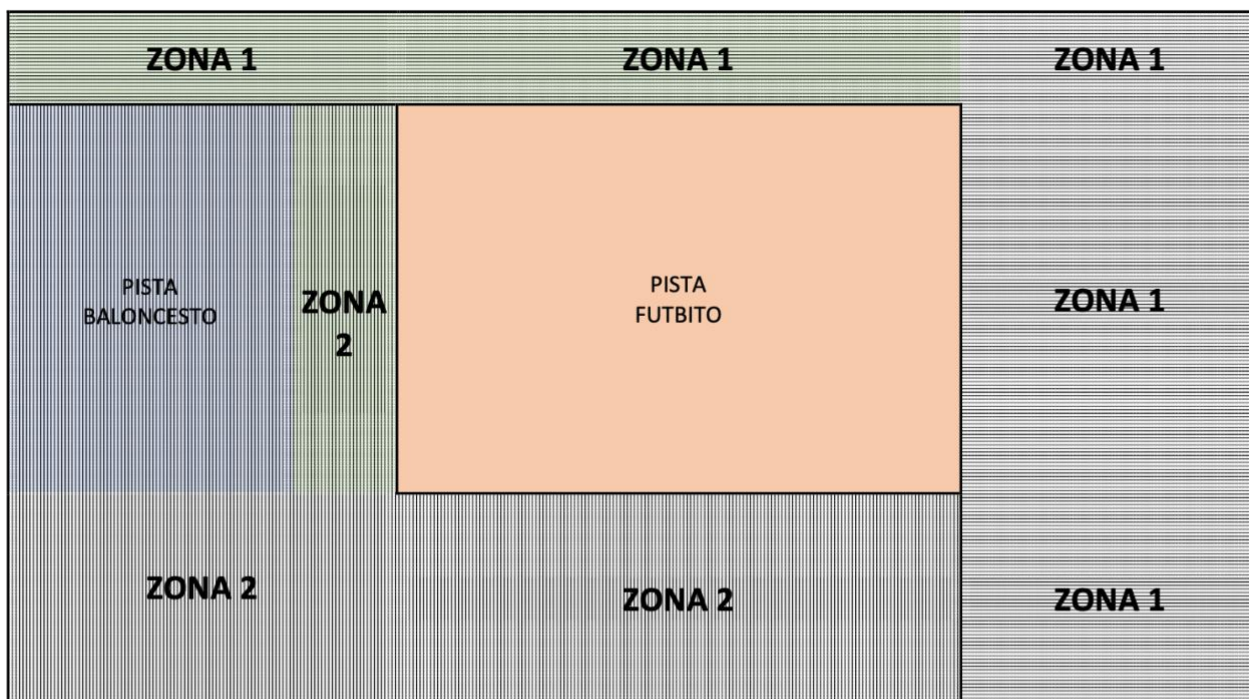 ZONA 1
ZONA 1
ZONA 1
PISTA
BALONCESTO
ZONA
2
PISTA
FUTBITO
ZONA 1
ZONA 2
ZONA 2
ZONA 1